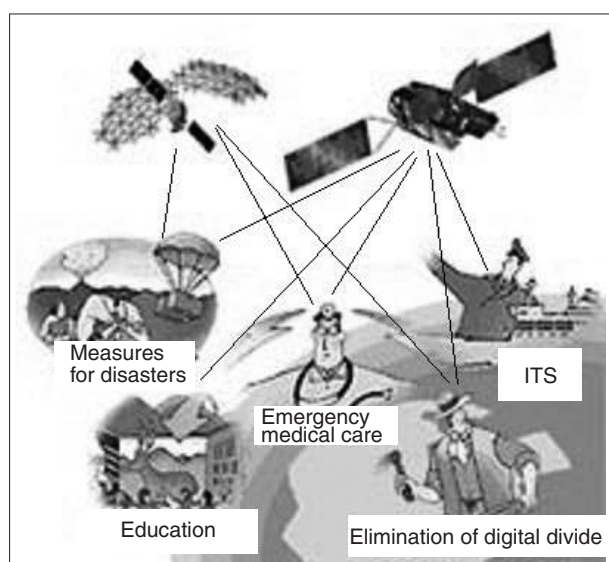 Measures
for disasters
ITS
Emergency
medical care
Education
Elimination of digital divide